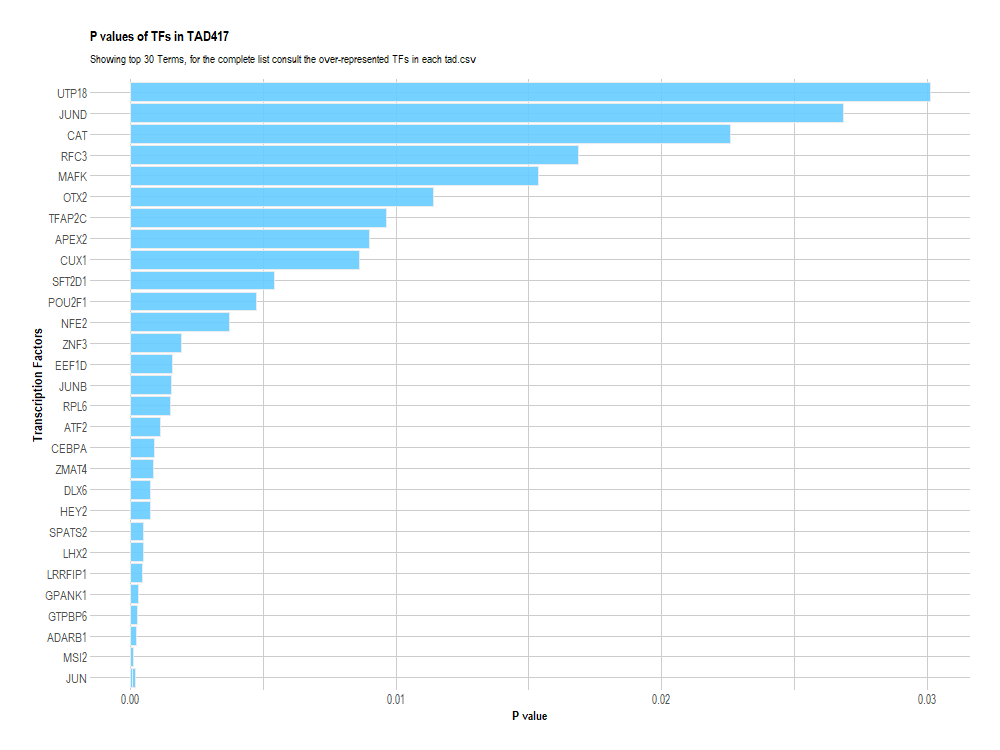 P values of TFs in TAD417
Showing top 30 Terms, for the complete list consult the over-represented TFs in each tad.csv
Transcription Factors
UTP18
JUND
CAT
RFC3
MAFK
OTX2
TFAP2C
APEX2
CUX1
SFT2D1
POU2F1
NFE2
ZNF3
EEF1D
JUNB
RPL6
ATF2
CEBPA
ZMAT4
DLX6
HEY2
SPATS2
LHX2
LRRFIP1
GPANK1
GTPBP6
ADARB1
MSI2
JUN
0.00 0.01 0.02 0.03
P value